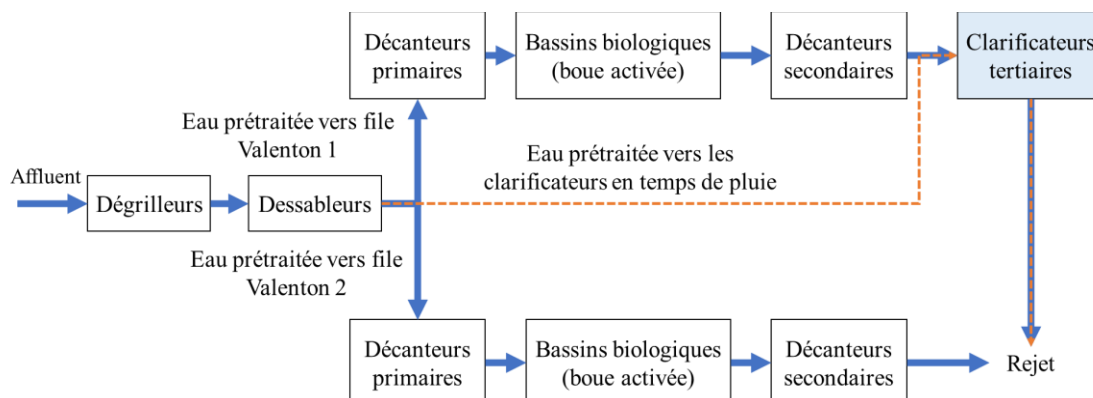 Décanteurs
primaires
Bassins biologiques
(boue activée)
Décanteurs
secondaires
Clarificateurs
tertiaires
Eau prétraitée vers file
Valenton 1
Eau prétraitée vers les
clarificateurs en temps de pluie
Affluent
Dégrilleurs
Dessableurs
Eau prétraitée vers file
Valenton 2
Décanteurs
primaires
Bassins biologiques
(boue activée)
Décanteurs
secondaires
Rejet